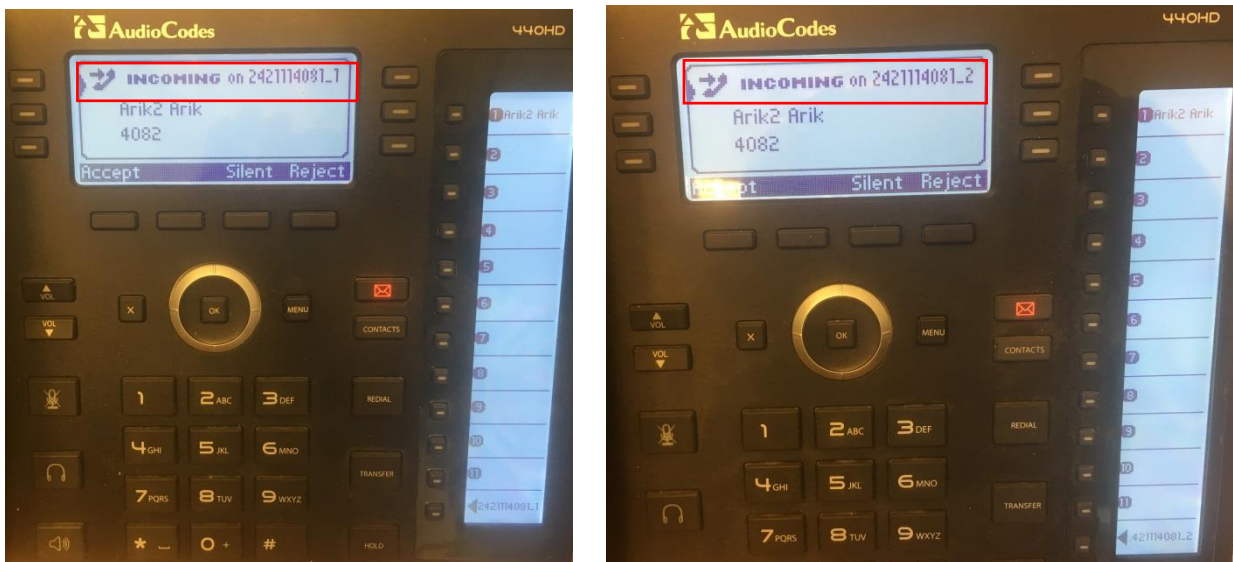 AudioCodes
440HD
INCOMING on 2421114081_1
Arik2 Arik
4082
Accept Silent Reject
1 Arik2 Arik
2
3
4
5
6
7
8
9
10
11
2421114081_1
VOL
VOL
X
OK
MENU
CONTACTS
1
2 ABC
3 DEF
REDIAL
4 GHI
5 JKL
6 MNO
TRANSFER
7 PQRS
8 TUV
9 WXYZ
*
0 +
#
HOLD
AudioCodes
440HD
INCOMING on 2421114081_2
Arik2 Arik
4082
Silent Reject
1 Arik2 Arik
2
3
4
5
6
7
8
9
10
11
421114081_2
VOL
VOL
X
OK
MENU
CONTACTS
1
2 ABC
3 DEF
REDIAL
4 GHI
5 JKL
6 MNO
TRANSFER
7 PQRS
8 TUV
9 WXYZ